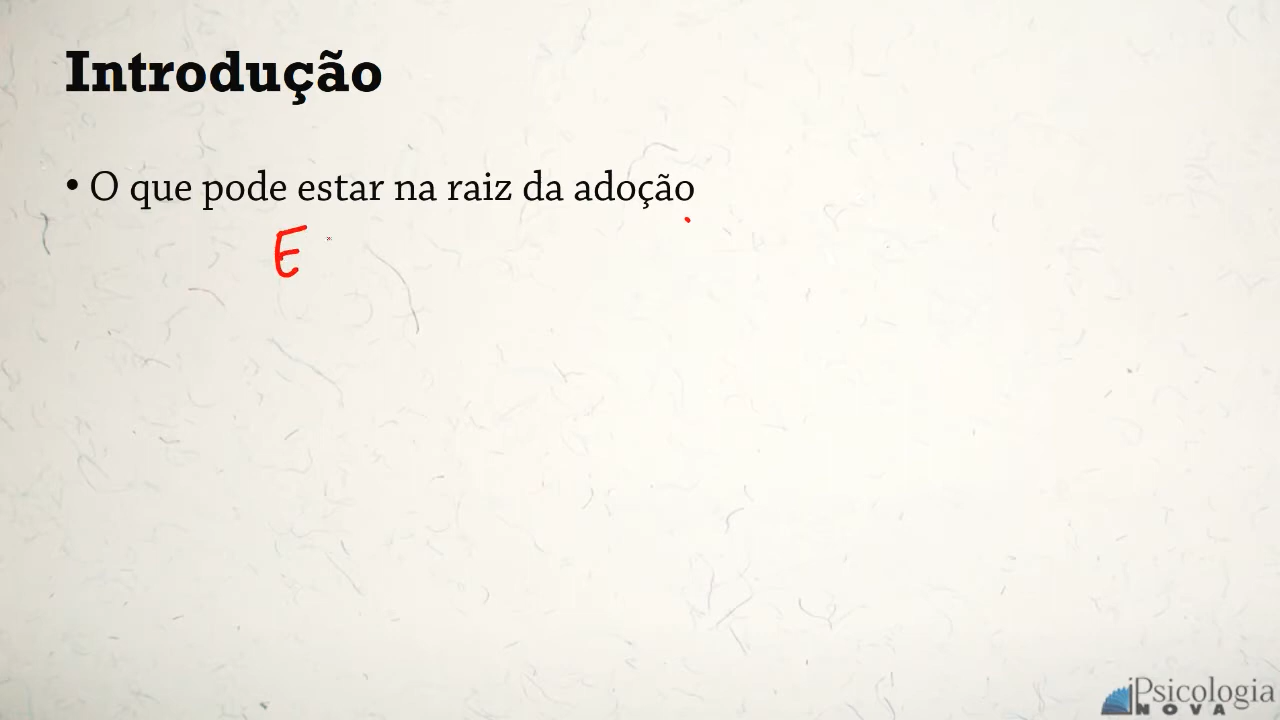 Introdução
• O que pode estar na raiz da adoção
E
Psicologia
NOVA